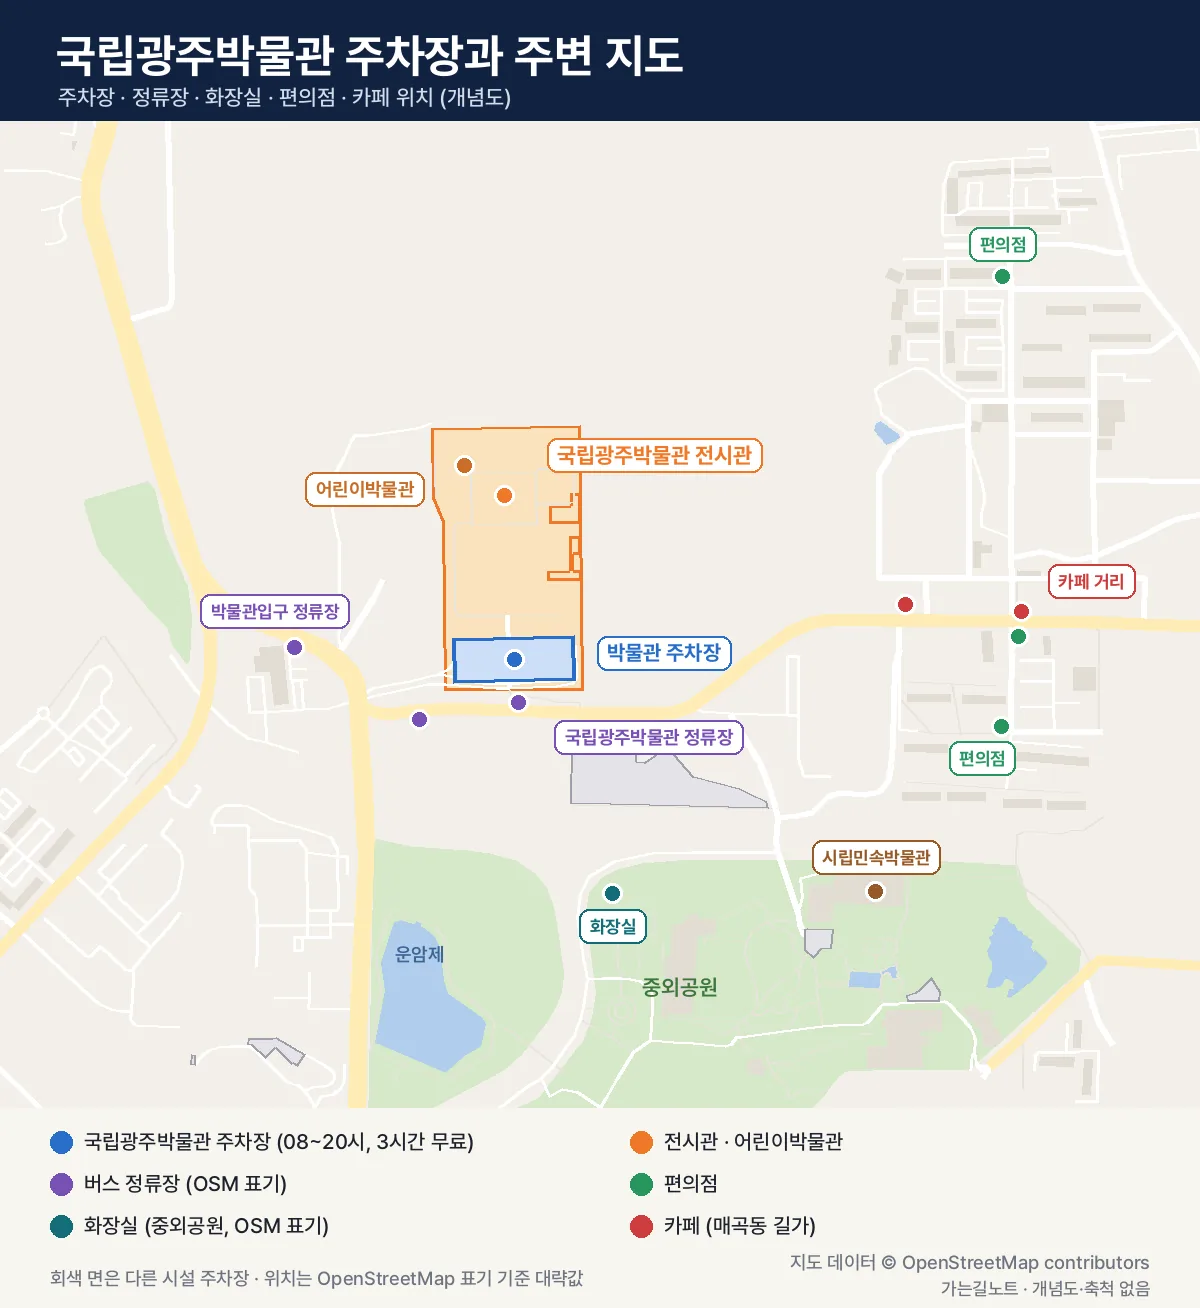 국립광주박물관 주차장과 주변 지도
주차장 · 정류장 · 화장실 · 편의점 · 카페 위치 (개념도)
편의점
국립광주박물관 전시관
어린이박물관
카페 거리
박물관입구 정류장
박물관 주차장
국립광주박물관 정류장
편의점
시립민속박물관
화장실
운암제
중외공원
국립광주박물관 주차장 (08~20시, 3시간 무료)
전시관 · 어린이박물관
버스 정류장 (OSM 표기)
편의점
화장실 (중외공원, OSM 표기)
카페 (매곡동 길가)
회색 면은 다른 시설 주차장 · 위치는 OpenStreetMap 표기 기준 대략값
지도 데이터 © OpenStreetMap contributors
가는길노트 · 개념도·축척 없음